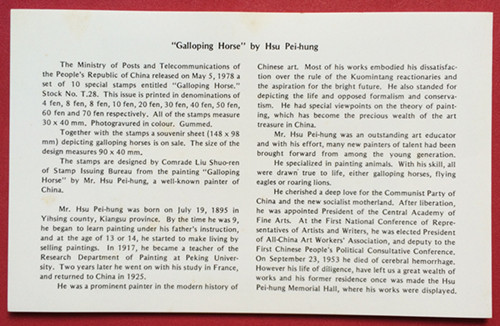 "Galloping Horse" by Hsu Pei-hung
The Ministry of Posts and Telecommunications of
the People's Republic of China released on May 5, 1978 a
set of 10 special stamps entitled "Galloping Horse."
Stock No. T.28. This issue is printed in denominations of
4 fen, 8 fen, 8 fen, 10 fen, 20 fen, 30 fen, 40 fen, 50 fen,
60 fen and 70 fen respectively. All of the stamps measure
30 x 40 mm. Photogravured in colour. Gummed.
Together with the stamps a souvenir sheet (148 x 98
mm) depicting galloping horses is on sale. The size of the
design measures 90 x 40 mm.
The stamps are designed by Comrade Liu Shuo-ren
of Stamp Issuing Bureau from the painting "Galloping
Horse" by Mr. Hsu Pei-hung, a well-known painter of
China.
Mr. Hsu Pei-hung was born on July 19, 1895 in
Yihsing county, Kiangsu province. By the time he was 9,
he began to learn painting under his father's instruction,
and at the age of 13 or 14, he started to make living by
selling paintings. In 1917, he became a teacher of the
Research Department of Painting at Peking Univer-
sity. Two years later he went on with his study in France,
and returned to China in 1925.
He was a prominent painter in the modern history of
Chinese art. Most of his works embodied his dissatisfac-
tion over the rule of the Kuomintang reactionaries and
the aspiration for the bright future. He also standed for
depicting the life and opposed formalism and conserva-
tism. He had special viewpoints on the theory of paint-
ing, which has become the precious wealth of the art
treasure in China.
Mr. Hsu Pei-hung was an outstanding art educator
and with his effort, many new painters of talent had been
brought forward from among the young generation.
He specialized in painting animals. With his skill, all
were drawn true to life, either galloping horses, flying
eagles or roaring lions.
He cherished a deep love for the Communist Party of
China and the new socialist motherland. After liberation,
he was appointed President of the Central Academy of
Fine Arts. At the First National Conference of Repre-
sentatives of Artists and Writers, he was elected President
of All-China Art Workers' Association, and deputy to the
First Chinese People's Political Consultative Conference.
On September 23, 1953 he died of cerebral hemorrhage.
However his life of diligence, have left us a great wealth of
works and his former residence once was made the Hsu
Pei-hung Memorial Hall, where his works were displayed.